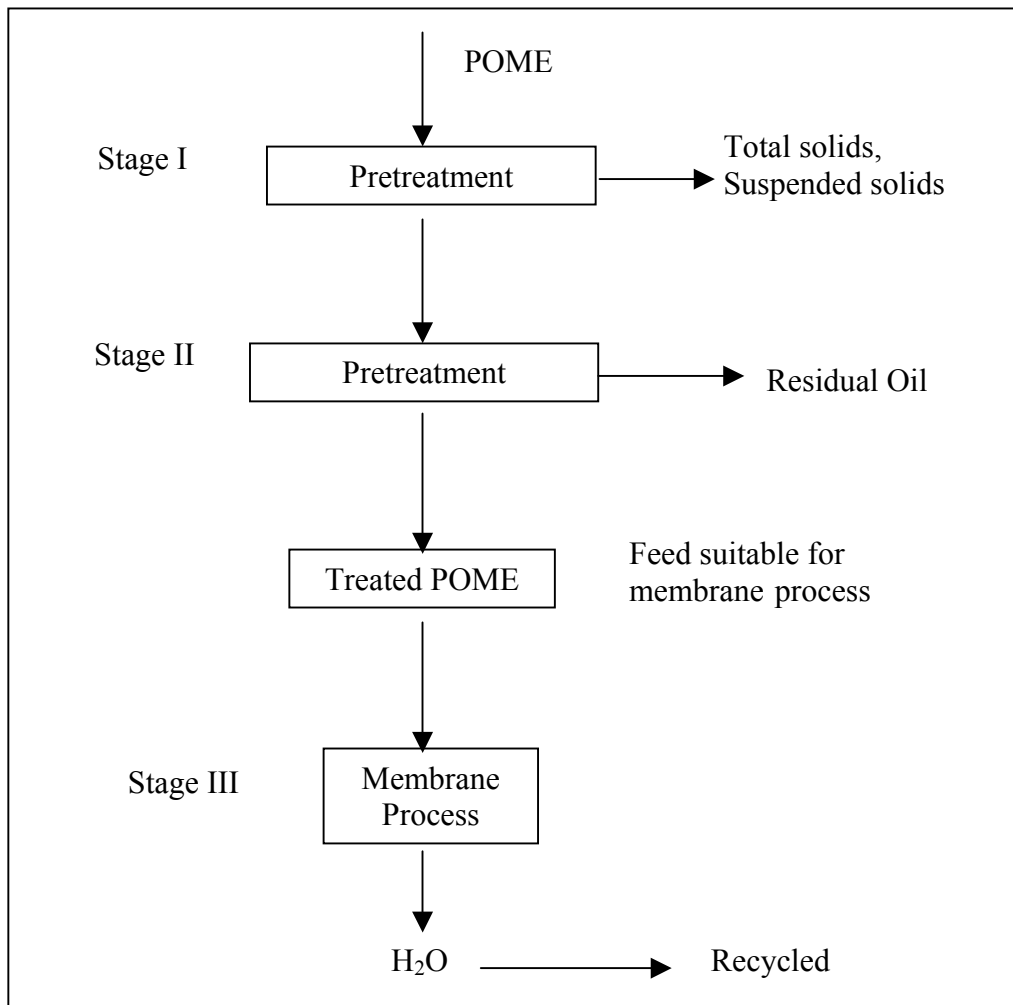 POME
Stage I
Pretreatment
Total solids,
Suspended solids
Stage II
Pretreatment
Residual Oil
Treated POME
Feed suitable for
membrane process
Stage III
Membrane
Process
H₂O
Recycled